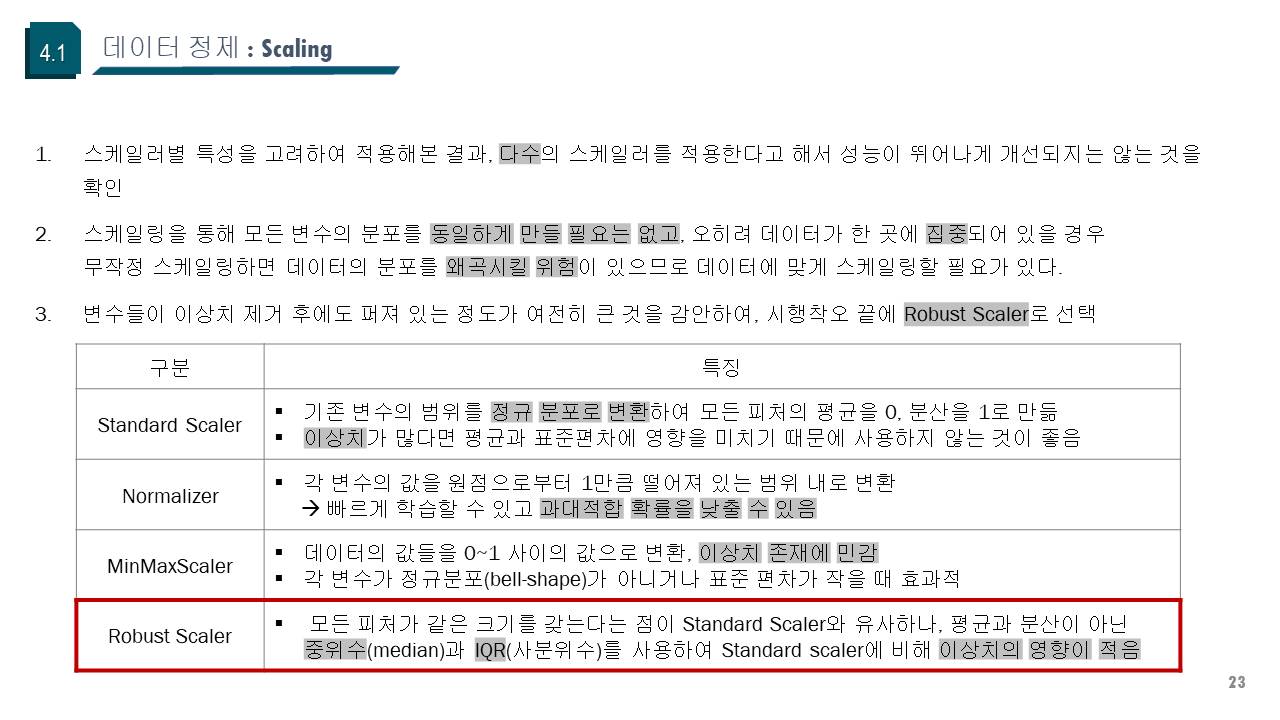 4.1
데이터 정제 : Scaling
1. 스케일러별 특성을 고려하여 적용해본 결과, 다수의 스케일러를 적용한다고 해서 성능이 뛰어나게 개선되지는 않는 것을
확인
2. 스케일링을 통해 모든 변수의 분포를 동일하게 만들 필요는 없고, 오히려 데이터가 한 곳에 집중되어 있을 경우
무작정 스케일링하면 데이터의 분포를 왜곡시킬 위험이 있으므로 데이터에 맞게 스케일링할 필요가 있다.
3. 변수들이 이상치 제거 후에도 퍼져 있는 정도가 여전히 큰 것을 감안하여, 시행착오 끝에 Robust Scaler로 선택
구분 특징
Standard Scaler
▪ 기존 변수의 범위를 정규 분포로 변환하여 모든 피처의 평균을 0, 분산을 1로 만듦
▪ 이상치가 많다면 평균과 표준편차에 영향을 미치기 때문에 사용하지 않는 것이 좋음
Normalizer
▪ 각 변수의 값을 원점으로부터 1만큼 떨어져 있는 범위 내로 변환
→ 빠르게 학습할 수 있고 과대적합 확률을 낮출 수 있음
MinMaxScaler
▪ 데이터의 값들을 0~1 사이의 값으로 변환, 이상치 존재에 민감
▪ 각 변수가 정규분포(bell-shape)가 아니거나 표준 편차가 작을 때 효과적
Robust Scaler
▪ 모든 피처가 같은 크기를 갖는다는 점이 Standard Scaler와 유사하나, 평균과 분산이 아닌
중위수(median)과 IQR(사분위수)를 사용하여 Standard scaler에 비해 이상치의 영향이 적음
23